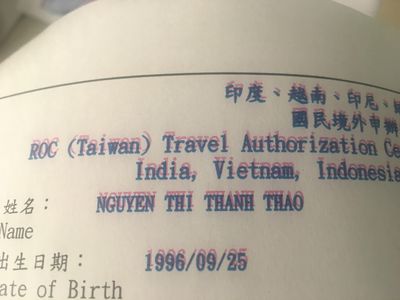 印度、越南、印尼、
國民境外申辦
ROC (Taiwan) Travel Authorization Ce
India, Vietnam, Indonesia
姓名： NGUYEN THI THANH THAO
Name
出生日期： 1996/09/25
ate of Birth